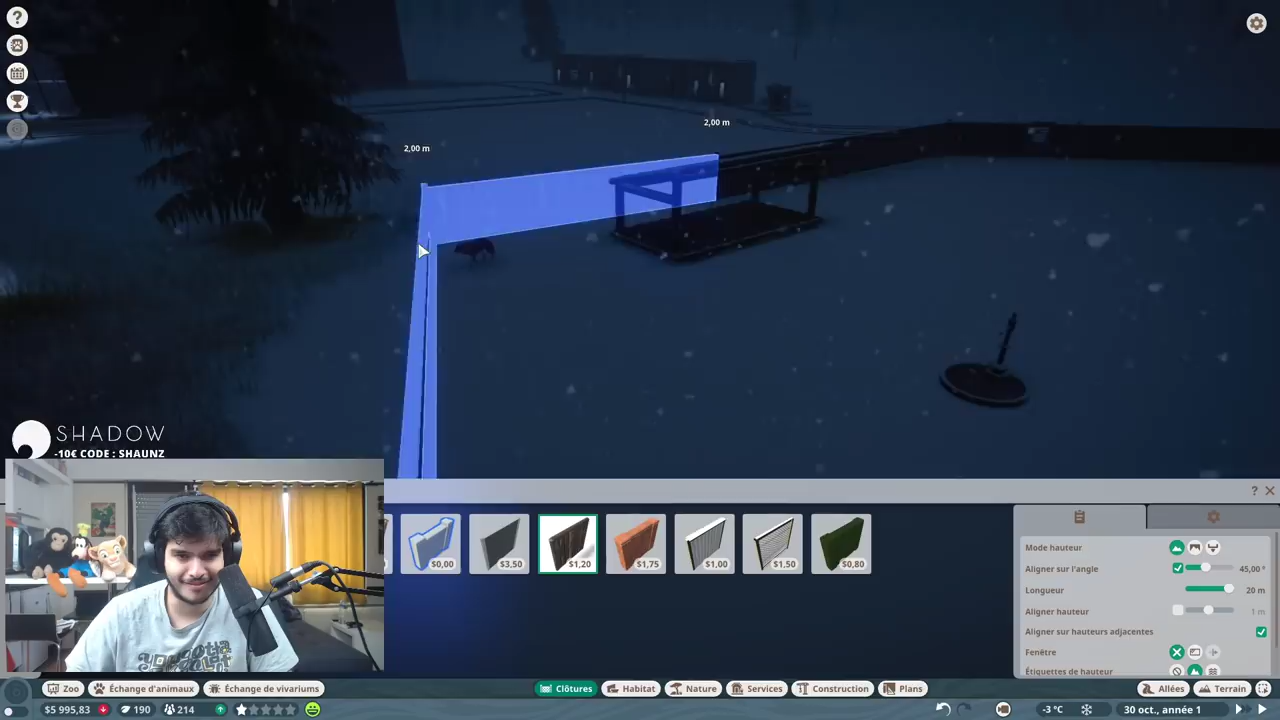 2,00 m
2,00 m
SHADOW
-10€ CODE : SHAUNZ
?
$0,00
$3,50
$1,20
$1,75
$1,00
$1,50
$0,80
Mode hauteur
Aligner sur l'angle
45,00 °
Longueur
20 m
Aligner hauteur
1 m
Aligner sur hauteurs adjacentes
Fenêtre
Étiquettes de hauteur
Zoo
Échange d'animaux
Échange de vivariums
Clôtures
Habitat
Nature
Services
Construction
Plans
Allées
Terrain
$5 995,83
190
214
-3 °C
30 oct., année 1